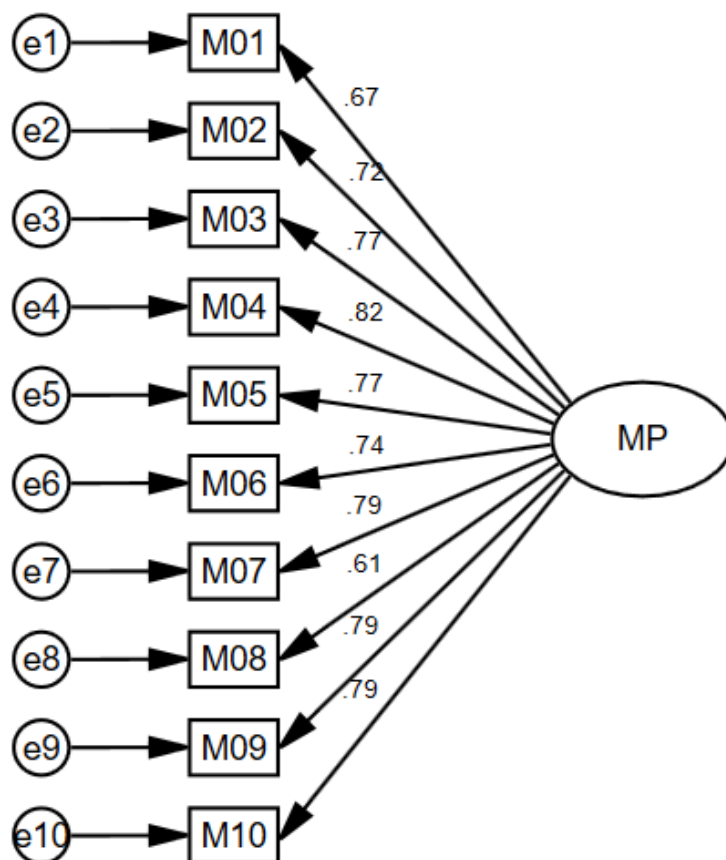 e1 M01
.67
e2 M02
.72
e3 M03
.77
e4 M04
.82
e5 M05
.77
MP
.74
e6 M06
.79
e7 M07
.61
e8 M08
.79
.79
e9 M09
e10 M10